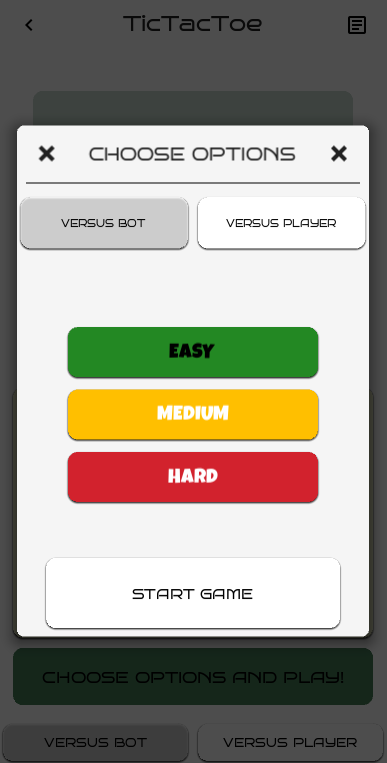 TicTacToe
CHOOSE OPTIONS
VERSUS BOT
VERSUS PLAYER
EASY
MEDIUM
HARD
START GAME
CHOOSE OPTIONS AND PLAY!
VERSUS BOT
VERSUS PLAYER